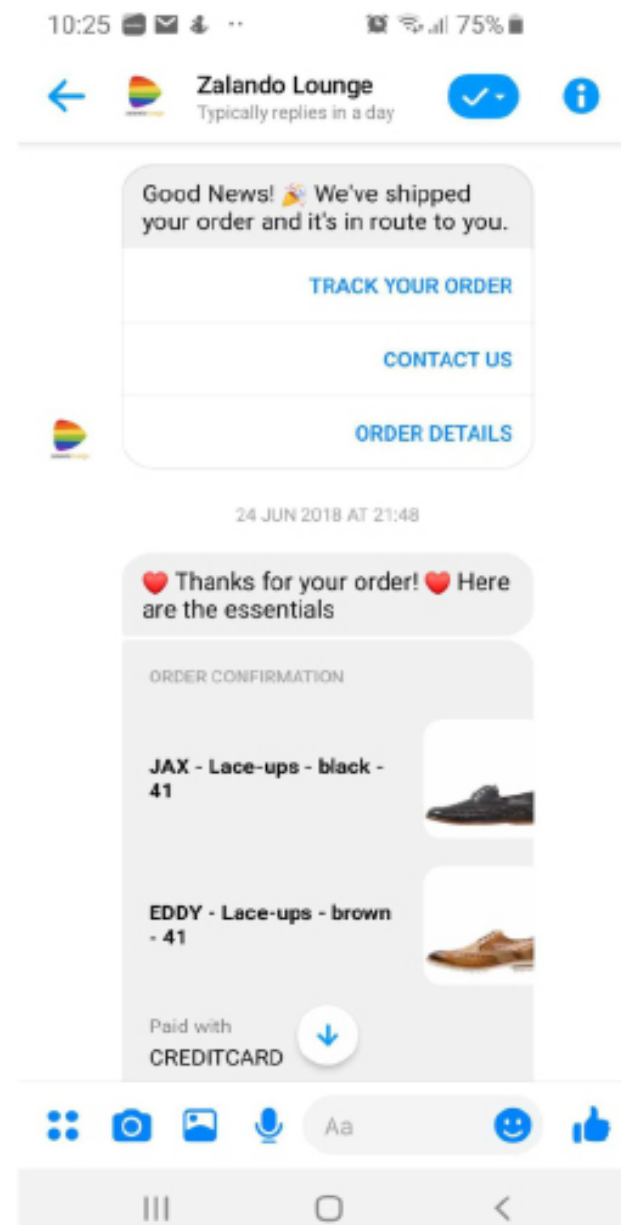 10:25
75%
Zalando Lounge
Typically replies in a day
Good News! 🎉 We've shipped
your order and it's in route to you.
TRACK YOUR ORDER
CONTACT US
ORDER DETAILS
24 JUN 2018 AT 21:48
❤️ Thanks for your order! ❤️ Here
are the essentials
ORDER CONFIRMATION
JAX - Lace-ups - black -
41
EDDY - Lace-ups - brown
- 41
Paid with
CREDITCARD
Aa